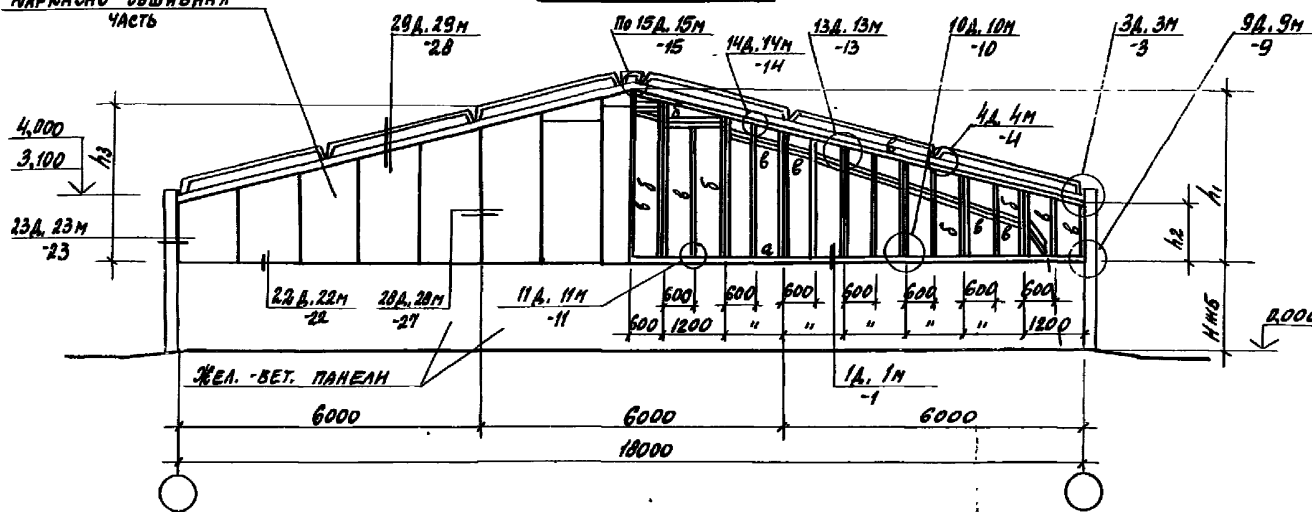 ЧАСТЬ
29Д. 29М
-28
По 15Д. 15М
-15
14Д. 14М
-14
13Д. 13М
-13
10Д. 10М
-10
3Д. 3М
-3
9Д. 9М
-9
4Д. 4М
-4
4,000
3,100
h3
h1
h2
Нжб
0,000
23Д. 23М
-23
б
в
б
в
б
в
в
в
б
в
в
б
в
в
а
22Д. 22М
-22
28Д. 28М
-27
11Д. 11М
-11
600 600 600 600 600 600 600
600 1200 " " " " " 1200
ЖЕЛ. -БЕТ. ПАНЕЛИ
1Д. 1М
-1
6000 6000 6000
18000